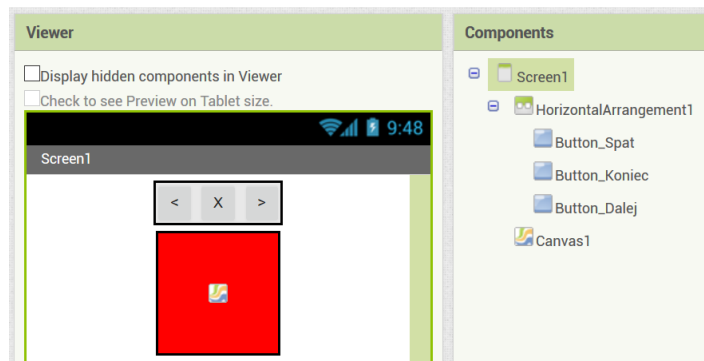 Viewer
Display hidden components in Viewer
Check to see Preview on Tablet size.
9:48
Screen1
< X >
Components
Screen1
HorizontalArrangement1
Button_Spat
Button_Koniec
Button_Dalej
Canvas1